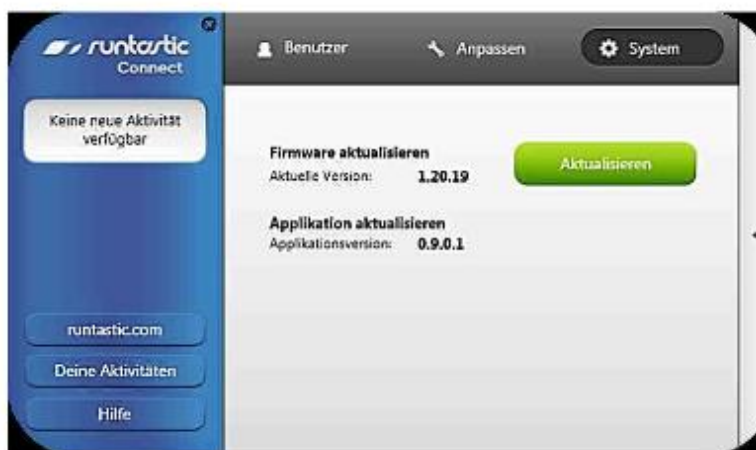 runtastic
Connect
Benutzer
Anpassen
System
Keine neue Aktivität
verfügbar
Firmware aktualisieren
Aktuelle Version: 1.20.19
Aktualisieren
Applikation aktualisieren
Applikationsversion: 0.9.0.1
runtastic.com
Deine Aktivitäten
Hilfe